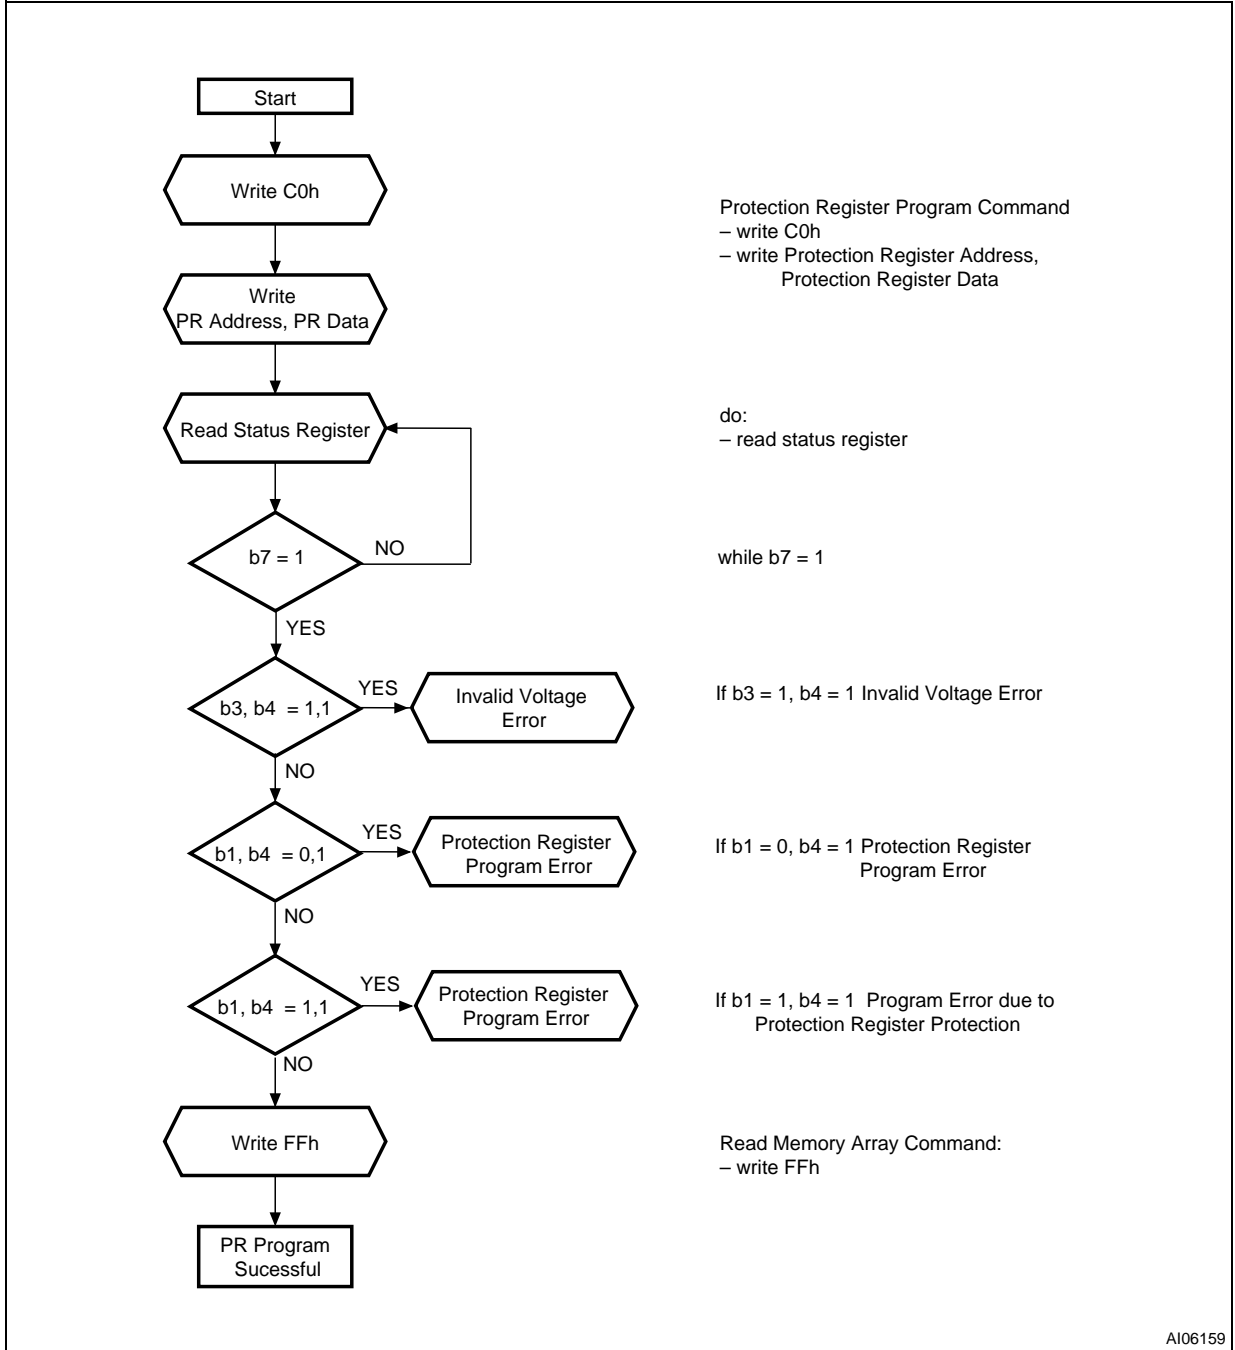 Start
Write C0h
Protection Register Program Command
– write C0h
– write Protection Register Address,
Protection Register Data
Write
PR Address, PR Data
Read Status Register
do:
– read status register
b7 = 1
NO
while b7 = 1
YES
b3, b4 = 1,1
YES
Invalid Voltage
Error
If b3 = 1, b4 = 1 Invalid Voltage Error
NO
b1, b4 = 0,1
YES
Protection Register
Program Error
If b1 = 0, b4 = 1 Protection Register
Program Error
NO
b1, b4 = 1,1
YES
Protection Register
Program Error
If b1 = 1, b4 = 1 Program Error due to
Protection Register Protection
NO
Write FFh
Read Memory Array Command:
– write FFh
PR Program
Sucessful
AI06159